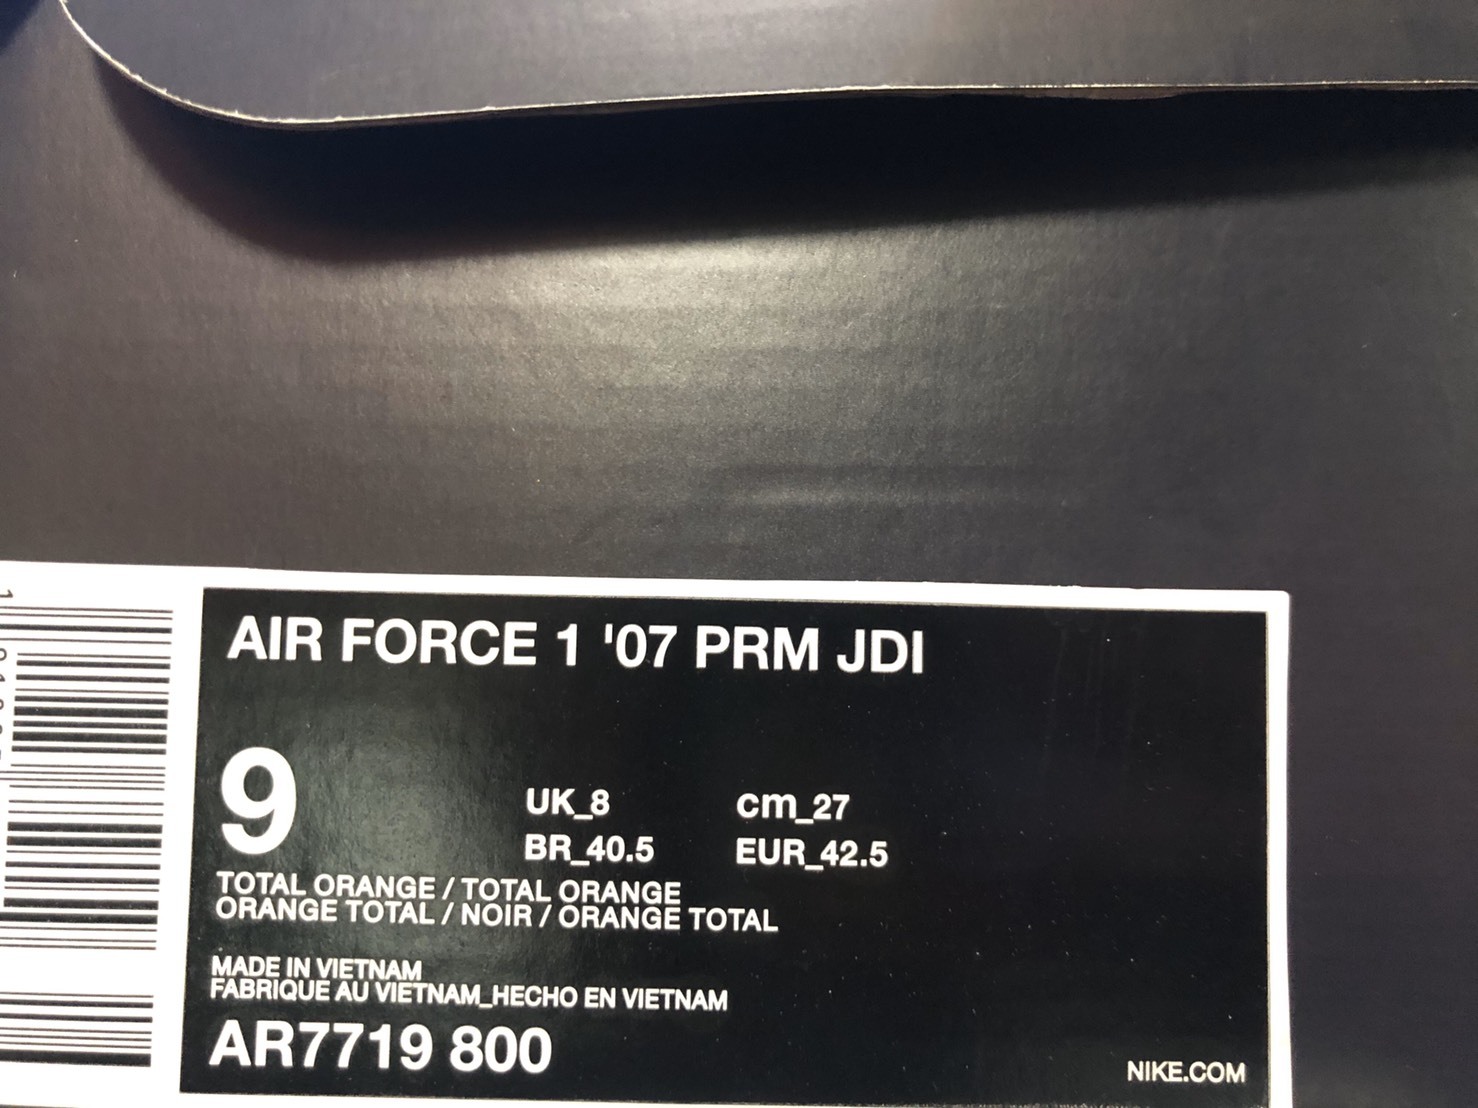 AIR FORCE 1 '07 PRM JDI
9
UK_8 cm_27
BR_40.5 EUR_42.5
TOTAL ORANGE / TOTAL ORANGE
ORANGE TOTAL / NOIR / ORANGE TOTAL
MADE IN VIETNAM
FABRIQUE AU VIETNAM_HECHO EN VIETNAM
AR7719 800
NIKE.COM